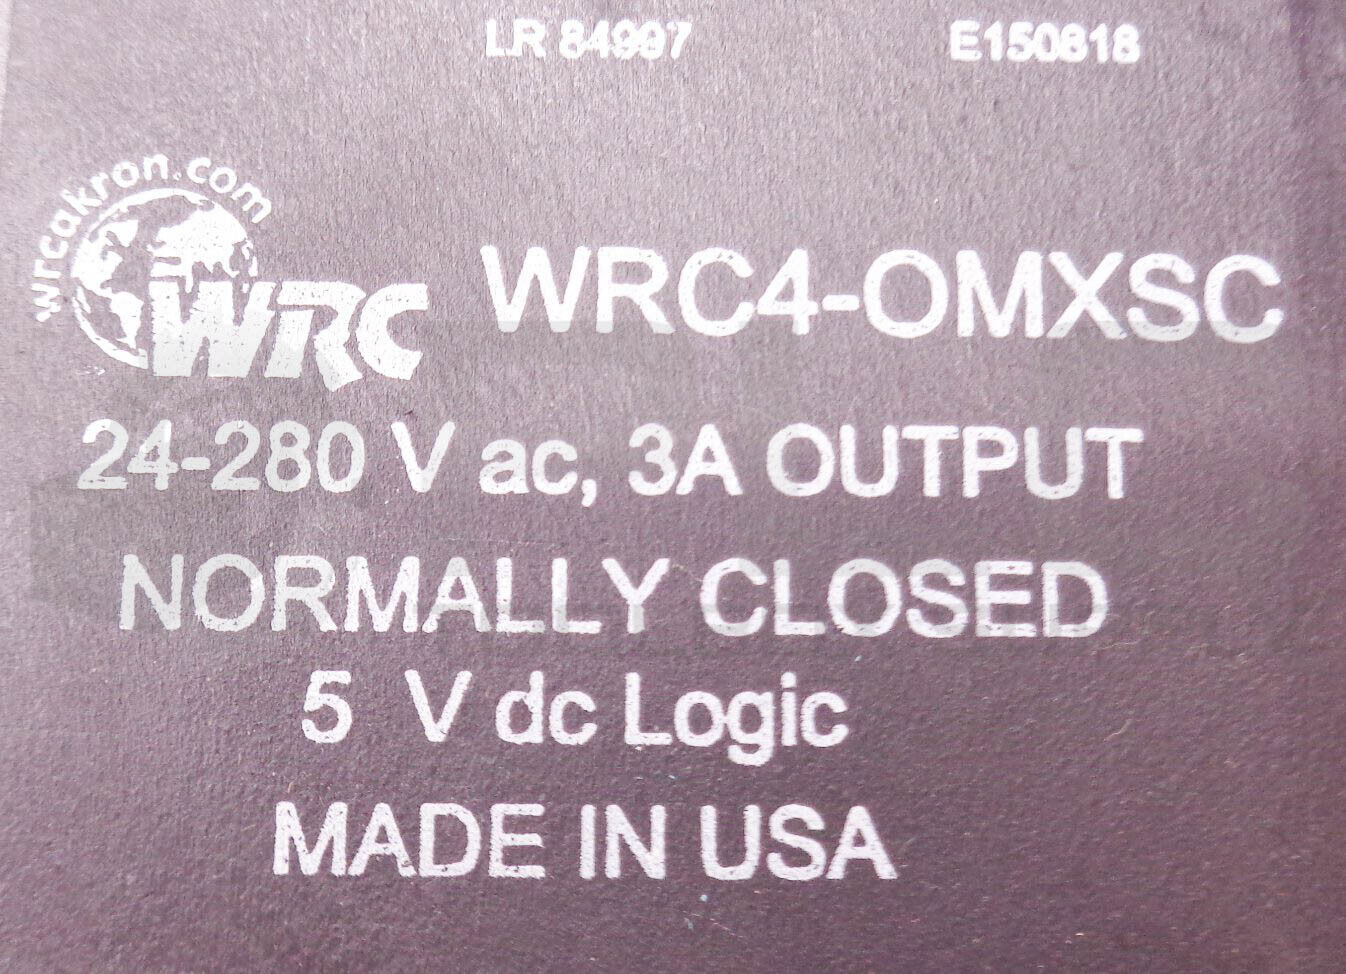 LR 84997 E150818
wrcakron.com
WRC WRC4-OMXSC
24-280 V ac, 3A OUTPUT
NORMALLY CLOSED
5 V dc Logic
MADE IN USA